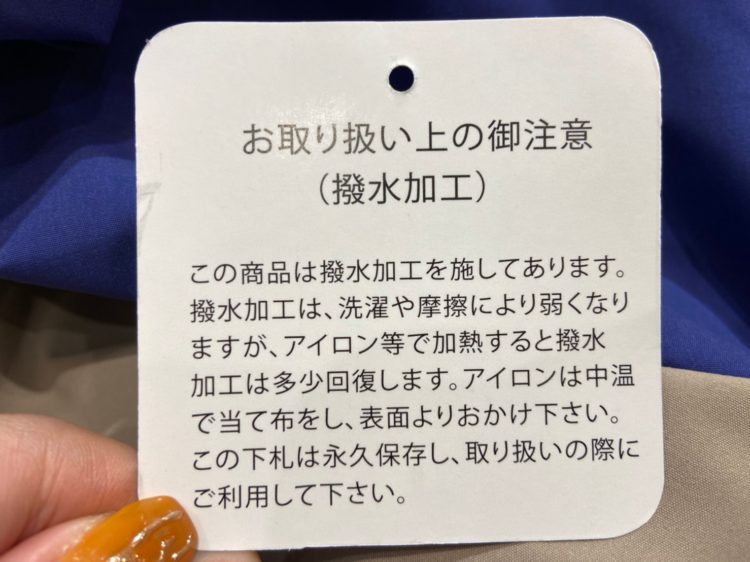 お取り扱い上の御注意
（撥水加工）
この商品は撥水加工を施してあります。
撥水加工は、洗濯や摩擦により弱くなり
ますが、アイロン等で加熱すると撥水
加工は多少回復します。アイロンは中温
で当て布をし、表面よりおかけ下さい。
この下札は永久保存し、取り扱いの際に
ご利用して下さい。